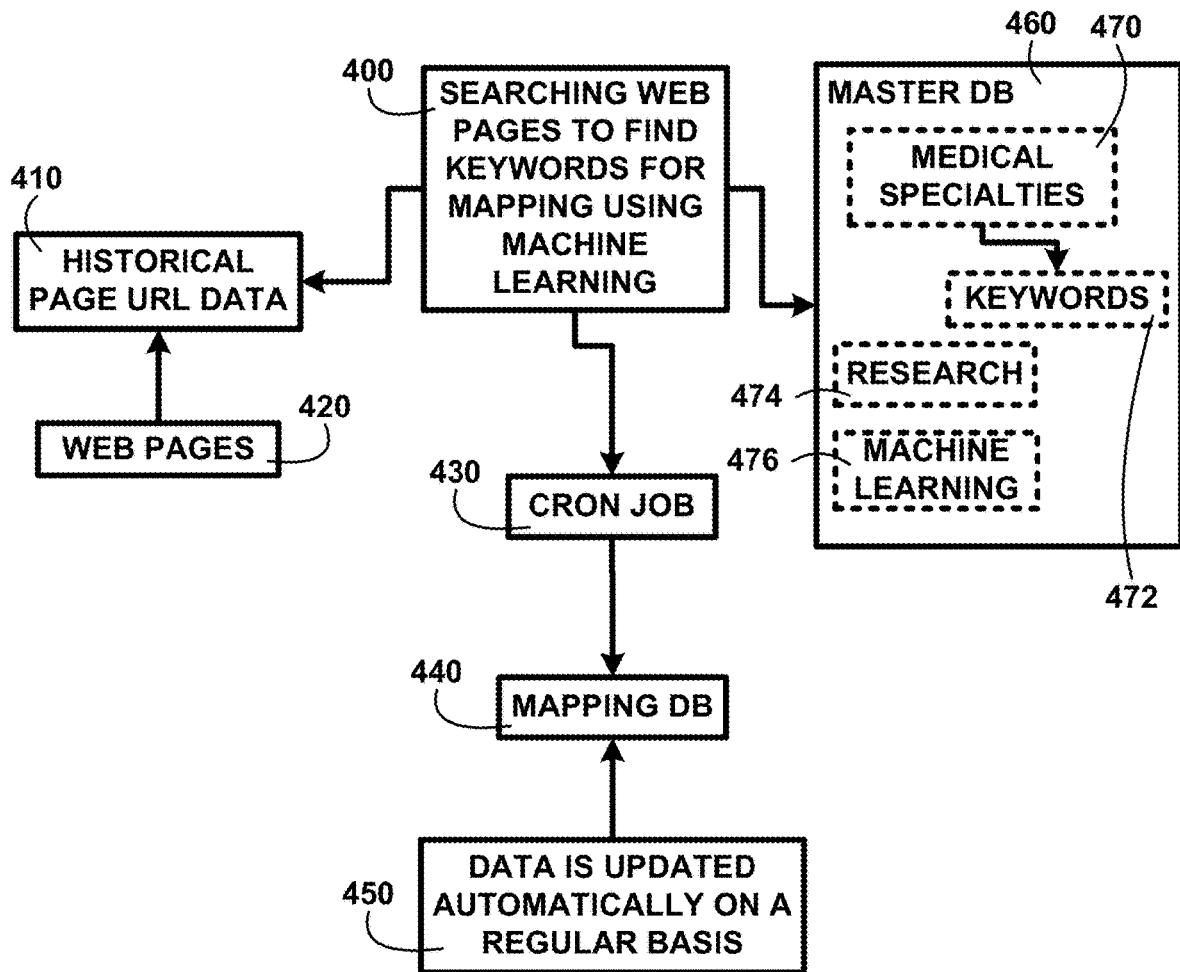 460
470
400
SEARCHING WEB
PAGES TO FIND
KEYWORDS FOR
MAPPING USING
MACHINE
LEARNING
MASTER DB
MEDICAL
SPECIALTIES
KEYWORDS
472
RESEARCH
474
MACHINE
LEARNING
476
410
HISTORICAL
PAGE URL DATA
420
WEB PAGES
430
CRON JOB
440
MAPPING DB
450
DATA IS UPDATED
AUTOMATICALLY ON A
REGULAR BASIS